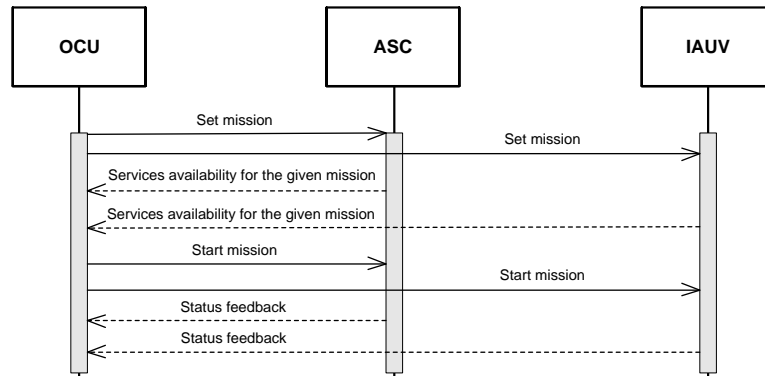 OCU
ASC
IAUV
Set mission
Set mission
Services availability for the given mission
Services availability for the given mission
Start mission
Start mission
Status feedback
Status feedback